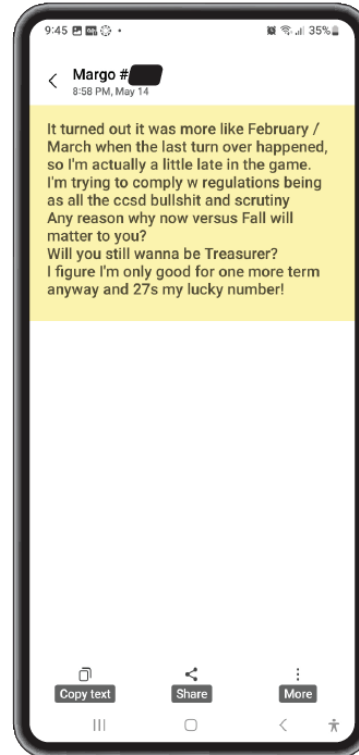 9:45
35%
Margo #
8:58 PM, May 14
It turned out it was more like February /
March when the last turn over happened,
so I'm actually a little late in the game.
I'm trying to comply w regulations being
as all the ccsd bullshit and scrutiny
Any reason why now versus Fall will
matter to you?
Will you still wanna be Treasurer?
I figure I'm only good for one more term
anyway and 27s my lucky number!
Copy text
Share
More